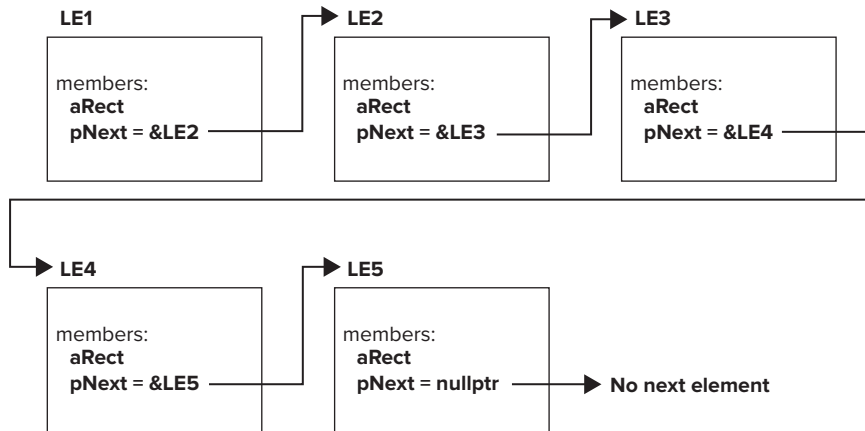 LE1
members:
aRect
pNext = &LE2
LE2
members:
aRect
pNext = &LE3
LE3
members:
aRect
pNext = &LE4
LE4
members:
aRect
pNext = &LE5
LE5
members:
aRect
pNext = nullptr
No next element